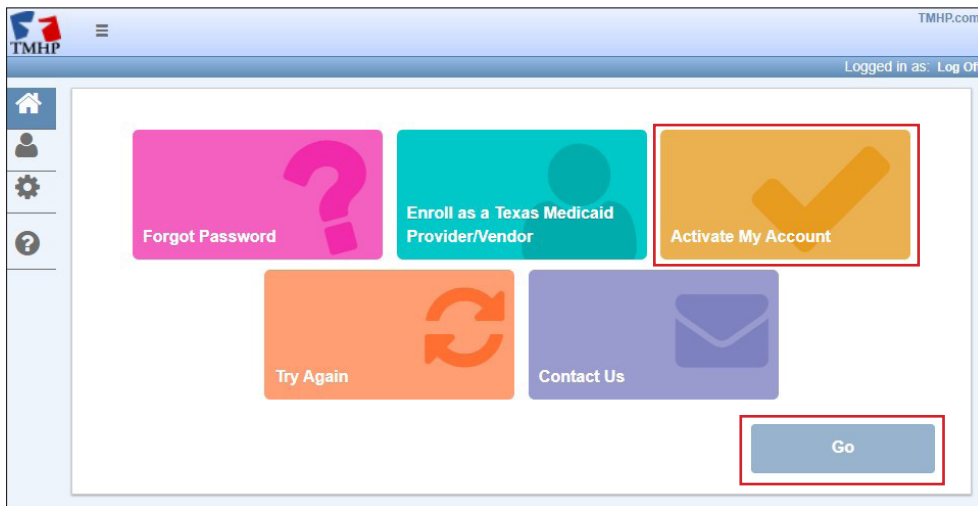 TMHP.com
TMHP
Logged in as: Log Of
Forgot Password
Enroll as a Texas Medicaid
Provider/Vendor
Activate My Account
Try Again
Contact Us
Go